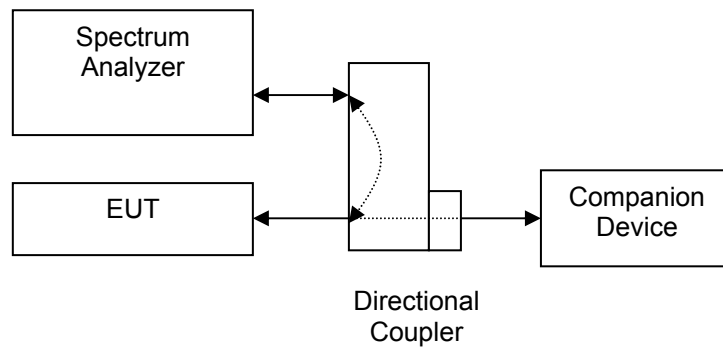 Spectrum
Analyzer
EUT
Companion
Device
Directional
Coupler